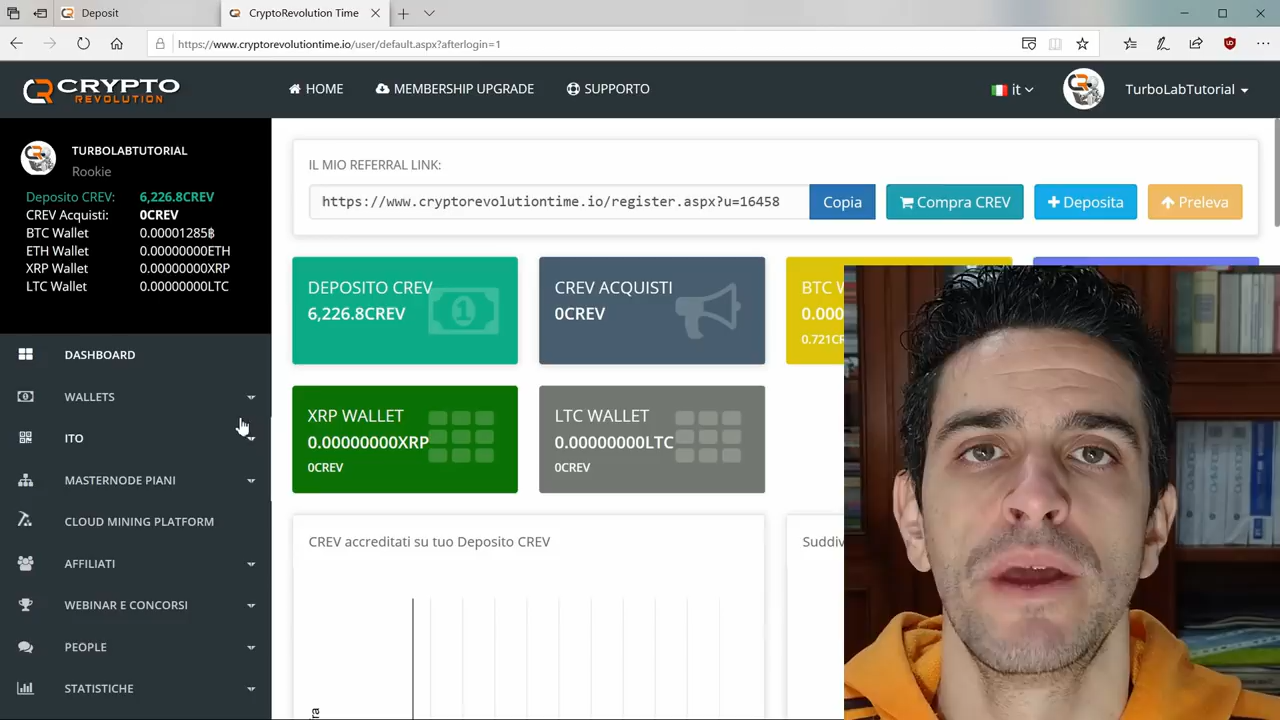 Deposit
CryptoRevolution Time
https://www.cryptorevolutiontime.io/user/default.aspx?afterlogin=1
CRYPTO
REVOLUTION
HOME
MEMBERSHIP UPGRADE
SUPPORTO
it
TurboLabTutorial
TURBOLABTUTORIAL
Rookie
Deposito CREV: 6,226.8CREV
CREV Acquisti: 0CREV
BTC Wallet 0.00001285฿
ETH Wallet 0.00000000ETH
XRP Wallet 0.00000000XRP
LTC Wallet 0.00000000LTC
DASHBOARD
WALLETS
ITO
MASTERNODE PIANI
CLOUD MINING PLATFORM
AFFILIATI
WEBINAR E CONCORSI
PEOPLE
STATISTICHE
IL MIO REFERRAL LINK:
https://www.cryptorevolutiontime.io/register.aspx?u=16458
Copia
Compra CREV
Deposita
Preleva
DEPOSITO CREV
6,226.8CREV
CREV ACQUISTI
0CREV
BTC W
0.000
0.721CR
XRP WALLET
0.00000000XRP
0CREV
LTC WALLET
0.00000000LTC
0CREV
CREV accreditati su tuo Deposito CREV
Suddiv
ra